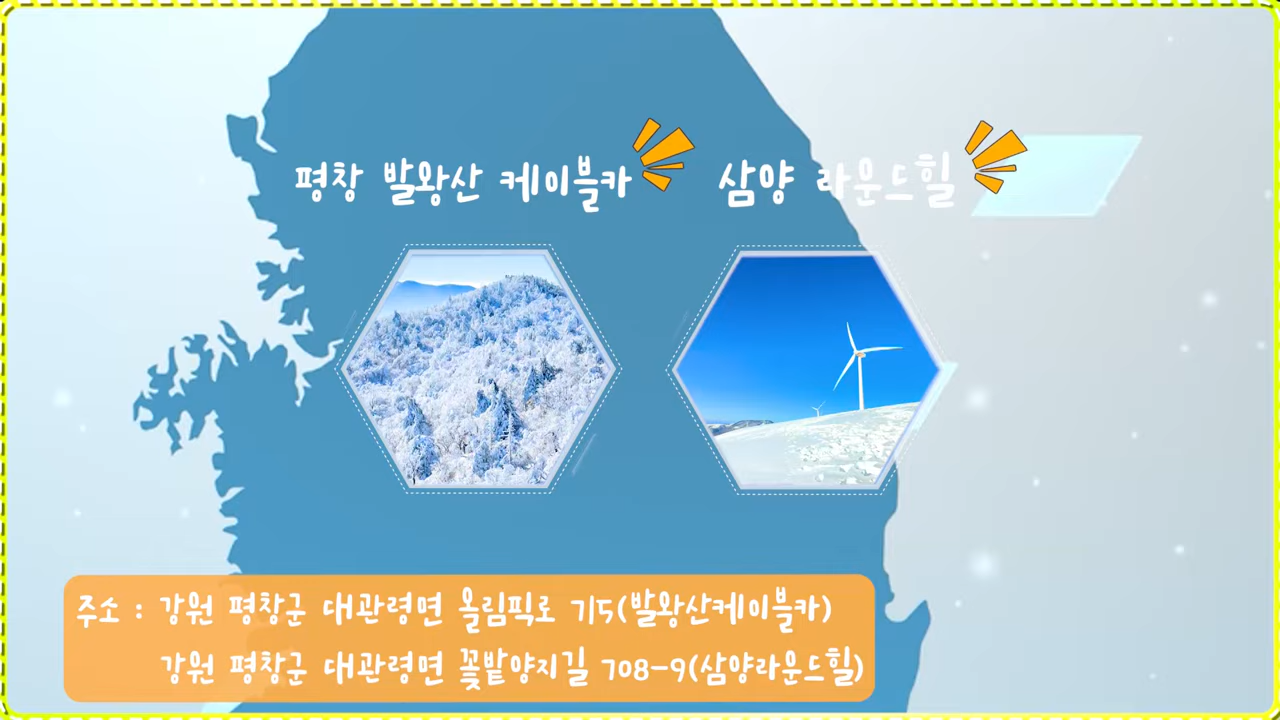 평창 발왕산 케이블카 삼양 라운드힐
주소 : 강원 평창군 대관령면 올림픽로 715(발왕산케이블카)
강원 평창군 대관령면 꽃밭양지길 708-9(삼양라운드힐)